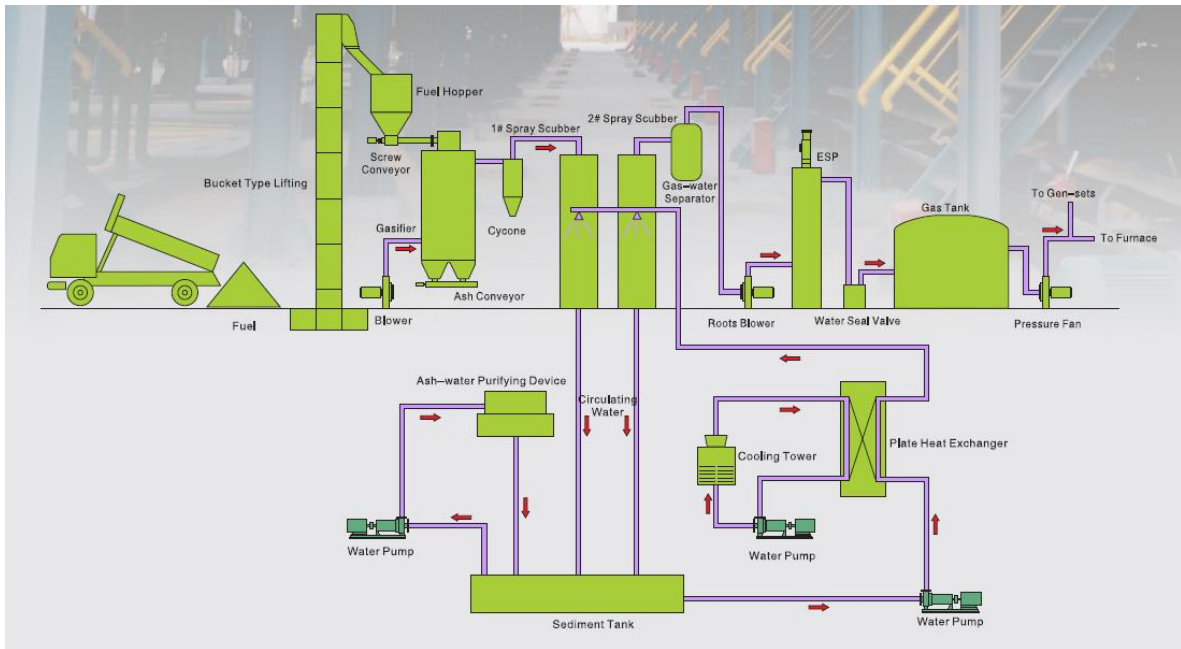 Fuel Hopper
1# Spray Scubber
2# Spray Scubber
ESP
Screw
Conveyor
Bucket Type Lifting
Gas-water
Separator
To Gen-sets
Gas Tank
Gasifier
Cycone
To Furnace
Ash Conveyor
Fuel
Blower
Roots Blower
Water Seal Valve
Pressure Fan
Ash-water Purifying Device
Circulating
Water
Cooling Tower
Plate Heat Exchanger
Water Pump
Water Pump
Sediment Tank
Water Pump